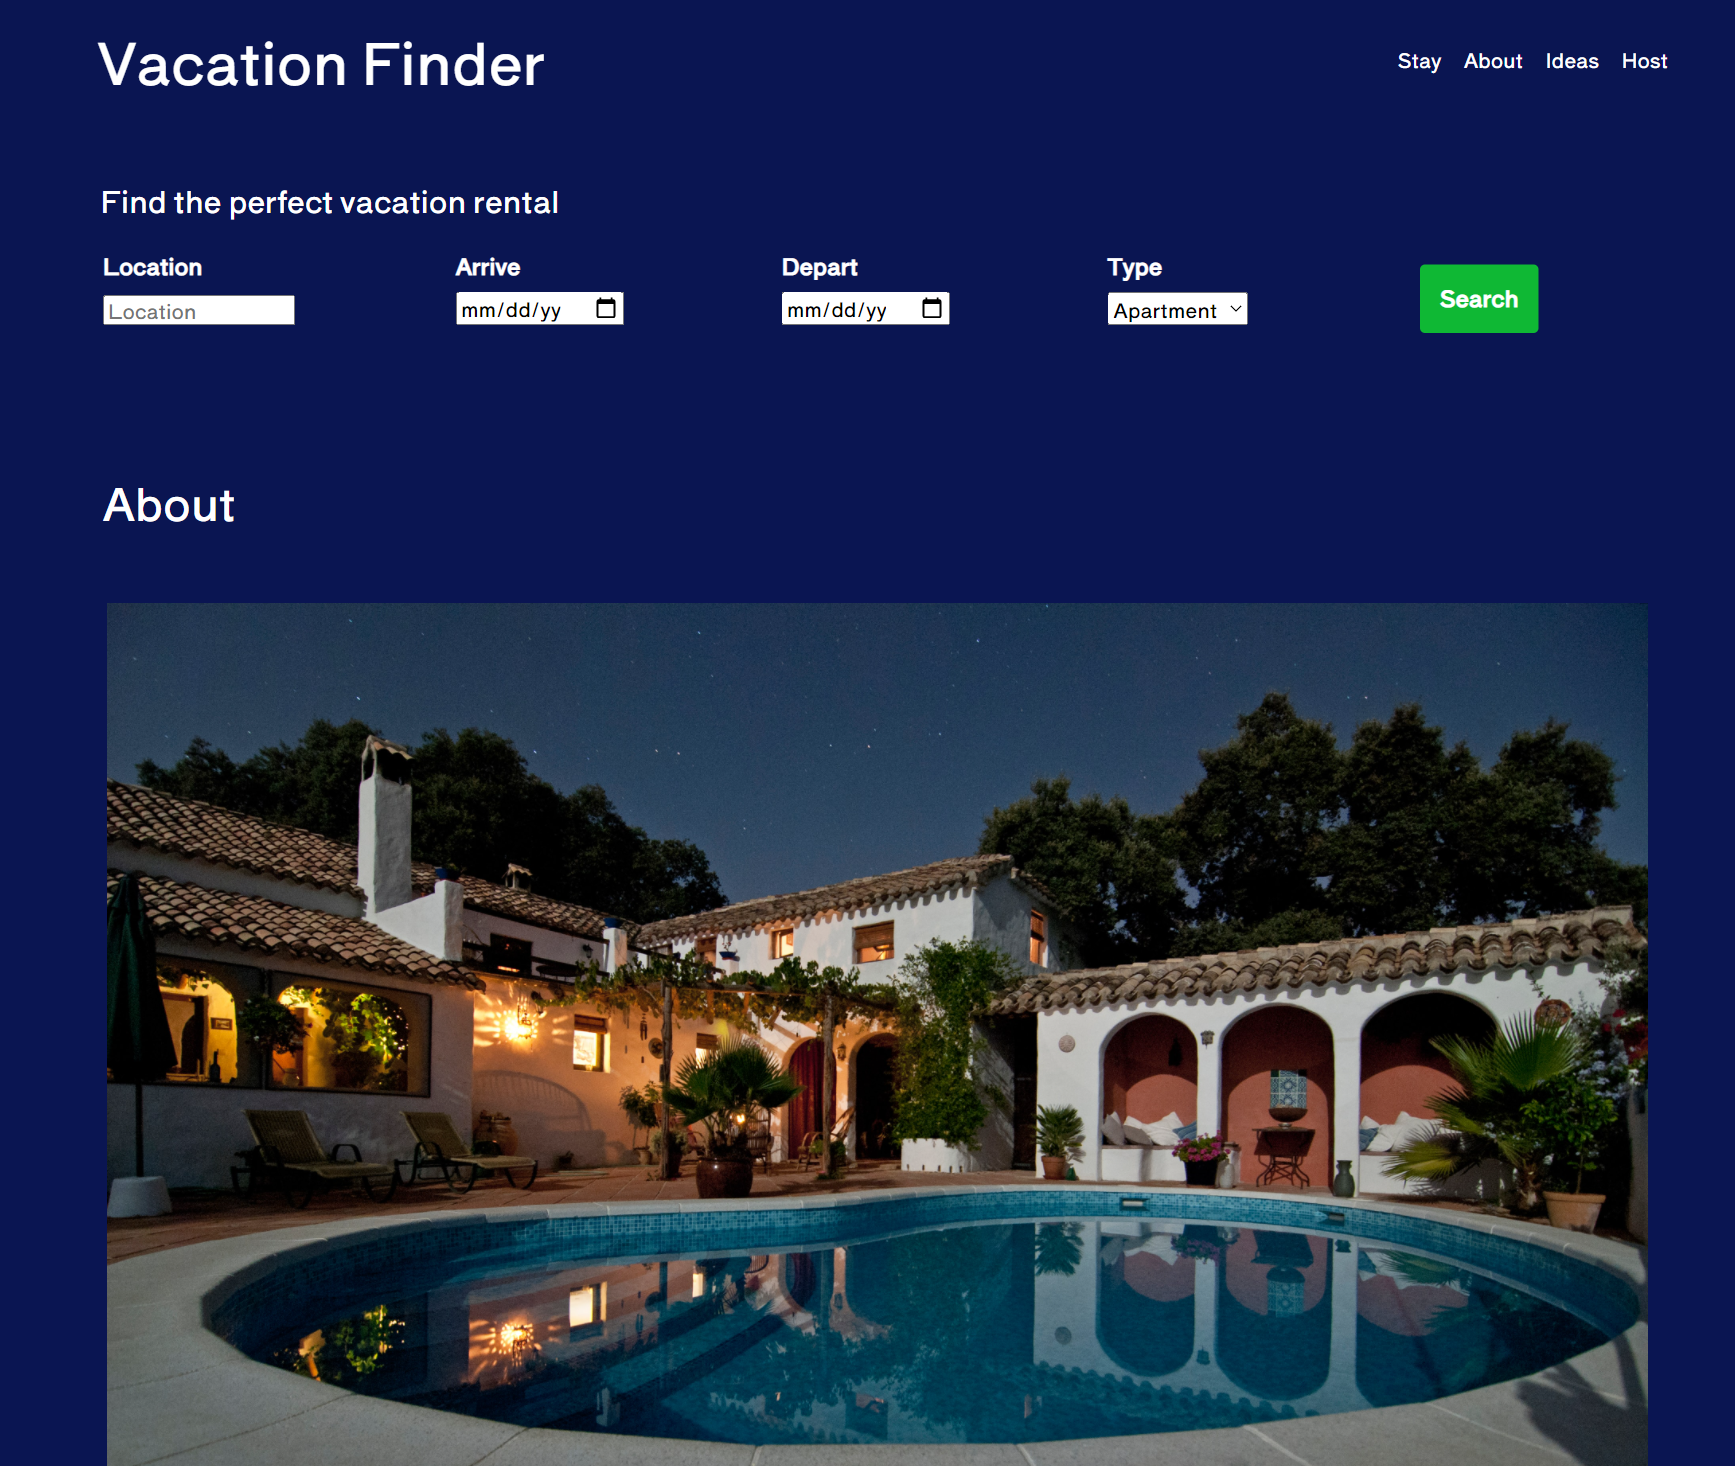 Vacation Finder
Stay About Ideas Host
Find the perfect vacation rental
Location Arrive Depart Type
Location mm/dd/yy mm/dd/yy Apartment Search
About